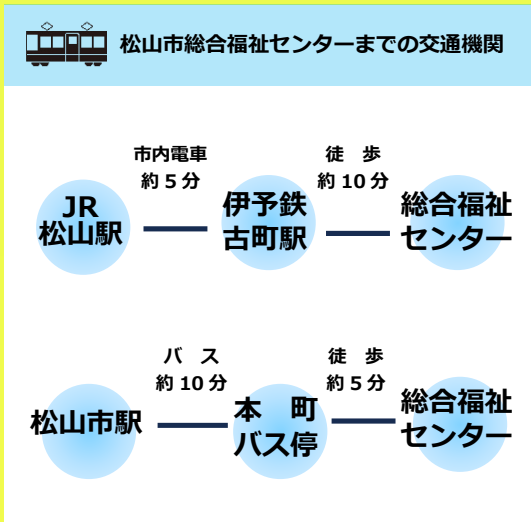 松山市総合福祉センターまでの交通機関
市内電車
約5分
徒 歩
約10分
JR
松山駅
伊予鉄
古町駅
総合福祉
センター
バ ス
約10分
徒 歩
約5分
松山市駅
本 町
バス停
総合福祉
センター